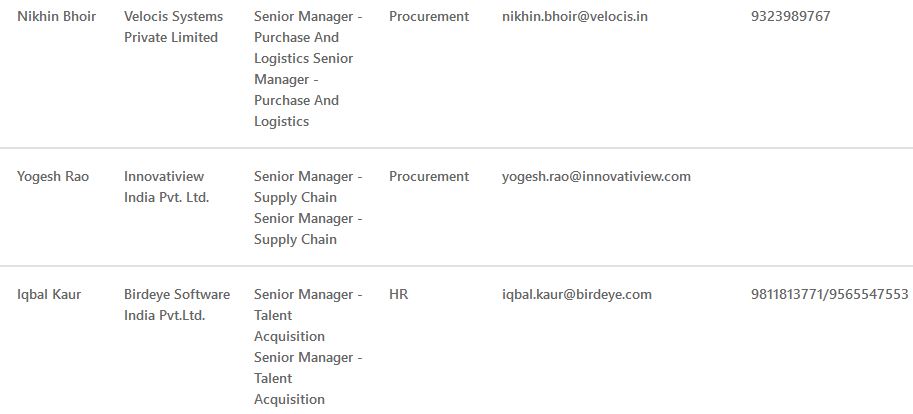 Nikhin Bhoir Velocis Systems Senior Manager - Procurement nikhin.bhoir@velocis.in 9323989767
Private Limited Purchase And
Logistics Senior
Manager -
Purchase And
Logistics
Yogesh Rao Innovatiview Senior Manager - Procurement yogesh.rao@innovatiview.com
India Pvt. Ltd. Supply Chain
Senior Manager -
Supply Chain
Iqbal Kaur Birdeye Software Senior Manager - HR iqbal.kaur@birdeye.com 9811813771/9565547553
India Pvt.Ltd. Talent
Acquisition
Senior Manager -
Talent
Acquisition